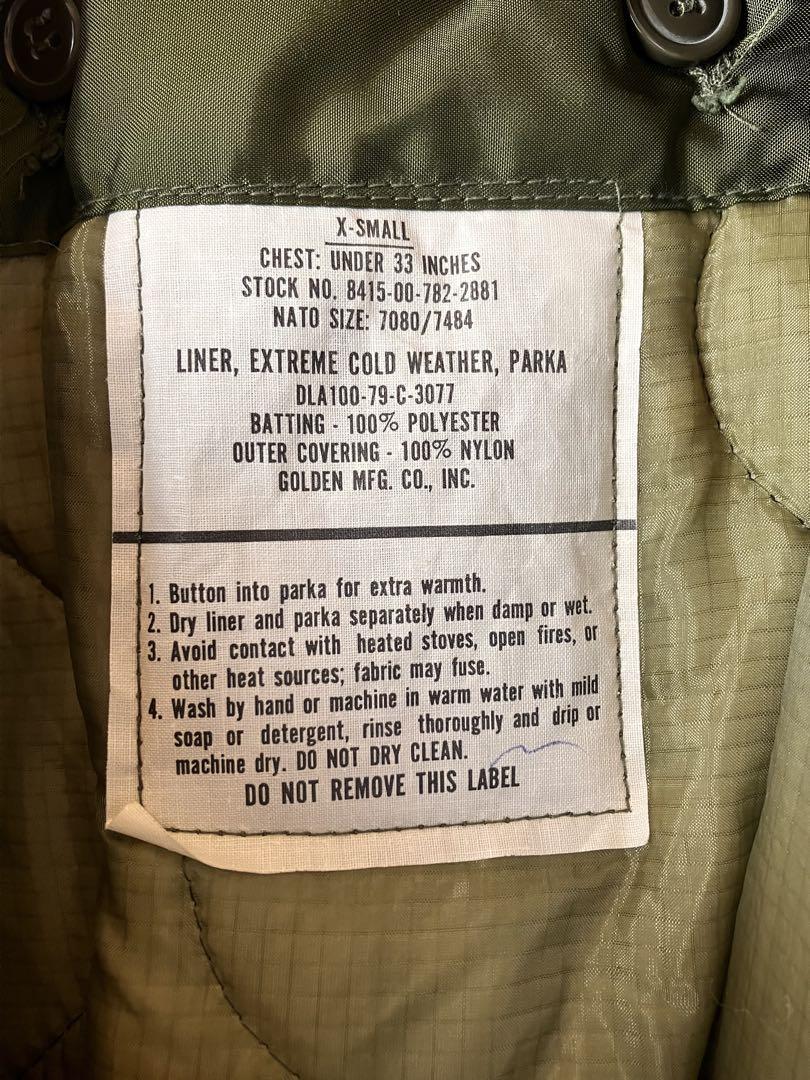 X-SMALL
CHEST: UNDER 33 INCHES
STOCK NO. 8415-00-782-2881
NATO SIZE: 7080/7484
LINER, EXTREME COLD WEATHER, PARKA
DLA100-79-C-3077
BATTING - 100% POLYESTER
OUTER COVERING - 100% NYLON
GOLDEN MFG. CO., INC.
1. Button into parka for extra warmth.
2. Dry liner and parka separately when damp or wet.
3. Avoid contact with heated stoves, open fires, or
other heat sources; fabric may fuse.
4. Wash by hand or machine in warm water with mild
soap or detergent, rinse thoroughly and drip or
machine dry. DO NOT DRY CLEAN.
DO NOT REMOVE THIS LABEL